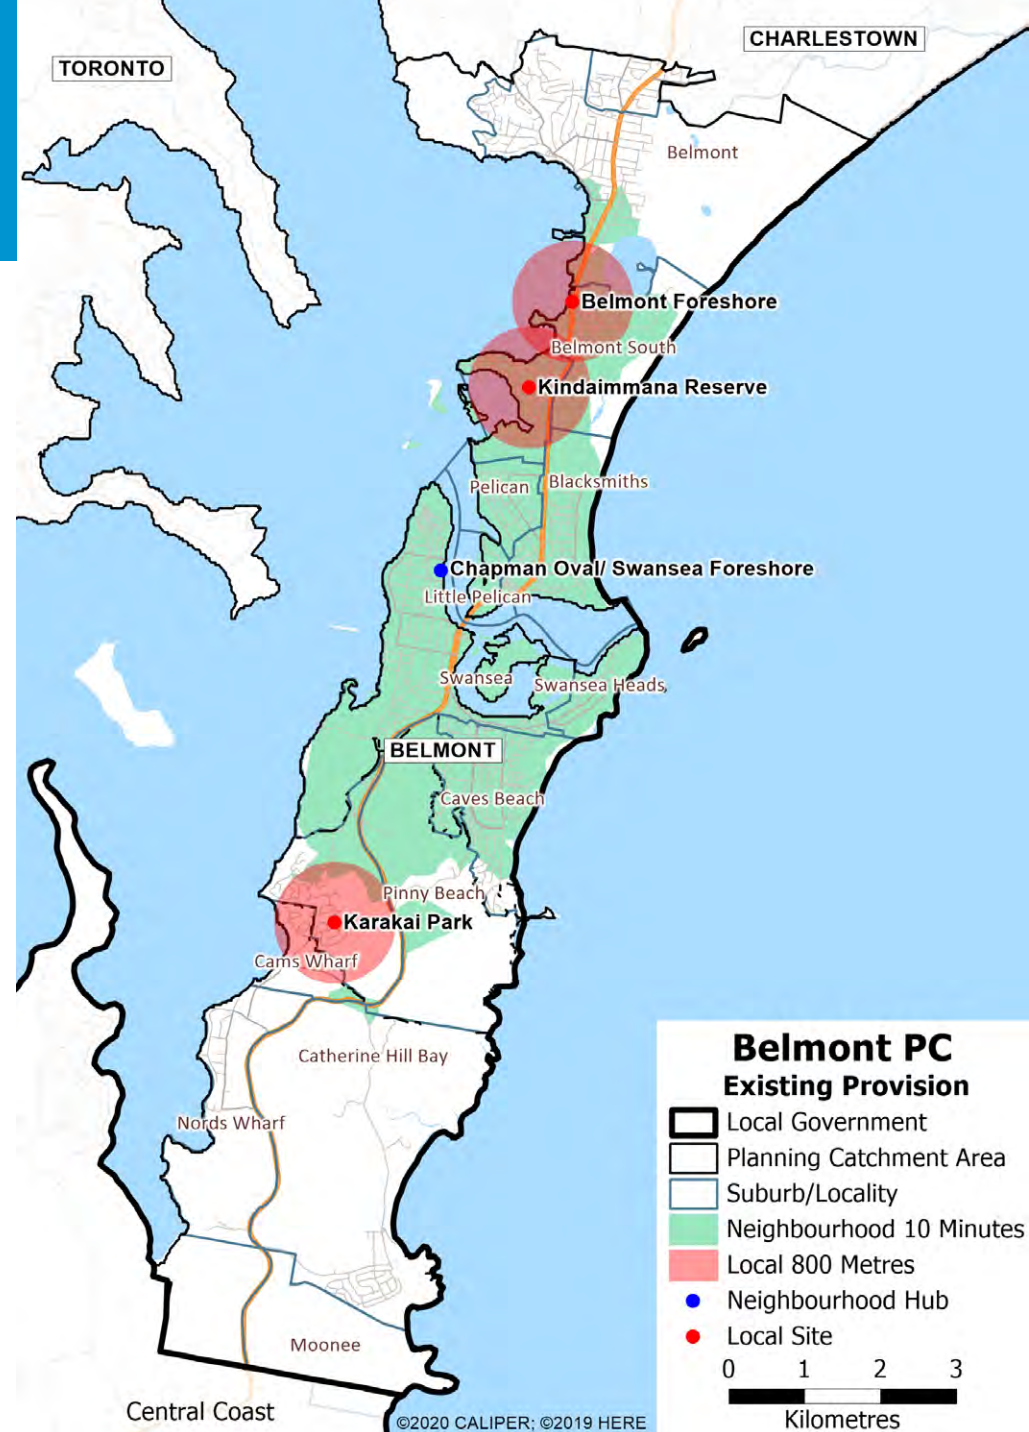 CHARLESTOWN
TORONTO
Belmont
Belmont Foreshore
Belmont South
Kindaimmana Reserve
Pelican
Blacksmiths
Chapman Oval/ Swansea Foreshore
Little Pelican
Swansea
Swansea Heads
BELMONT
Caves Beach
Pinny Beach
Karakai Park
Cams Wharf
Catherine Hill Bay
Nords Wharf
Moonee
Central Coast
Belmont PC
Existing Provision
Local Government
Planning Catchment Area
Suburb/Locality
Neighbourhood 10 Minutes
Local 800 Metres
Neighbourhood Hub
Local Site
0 1 2 3
Kilometres
©2020 CALIPER; ©2019 HERE